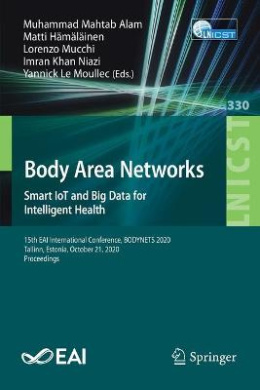 Muhammad Mahtab Alam
Matti Hämäläinen
Lorenzo Mucchi
Imran Khan Niazi
Yannick Le Moullec (Eds.)
LNICST
330
LNICST
Body Area Networks
Smart IoT and Big Data for
Intelligent Health
15th EAI International Conference, BODYNETS 2020
Tallinn, Estonia, October 21, 2020
Proceedings
EAI
Springer